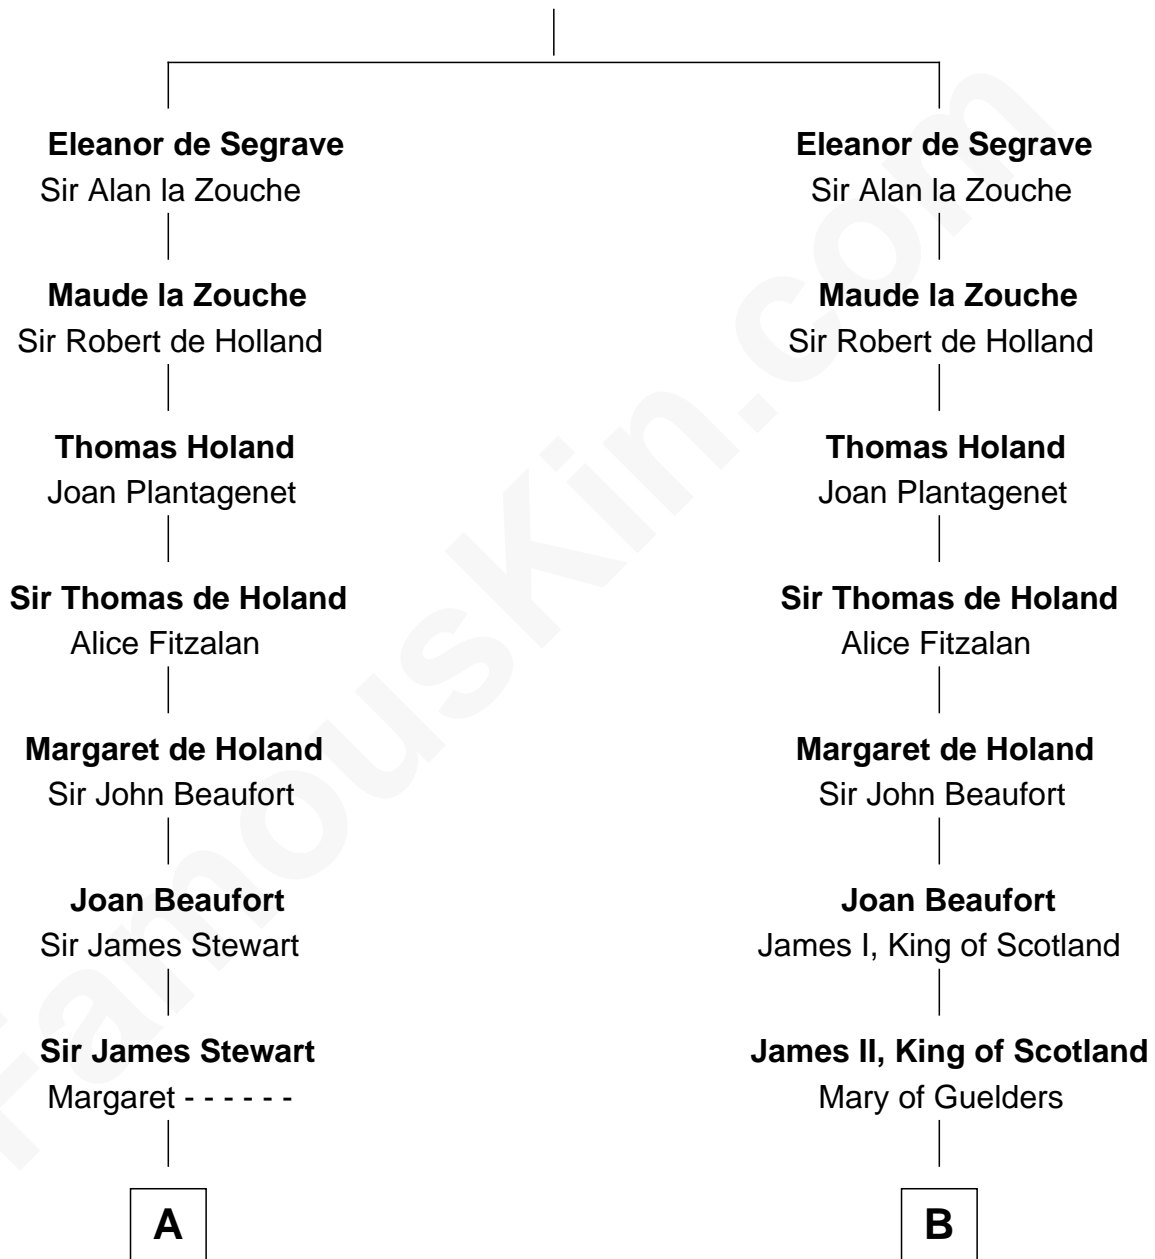 Eleanor de Segrave
Sir Alan la Zouche
Maude la Zouche
Sir Robert de Holland
Thomas Holand
Joan Plantagenet
Sir Thomas de Holand
Alice Fitzalan
Margaret de Holand
Sir John Beaufort
Joan Beaufort
Sir James Stewart
Sir James Stewart
Margaret - - - - - -
A
Eleanor de Segrave
Sir Alan la Zouche
Maude la Zouche
Sir Robert de Holland
Thomas Holand
Joan Plantagenet
Sir Thomas de Holand
Alice Fitzalan
Margaret de Holand
Sir John Beaufort
Joan Beaufort
James I, King of Scotland
James II, King of Scotland
Mary of Guelders
B
FamousKin.com